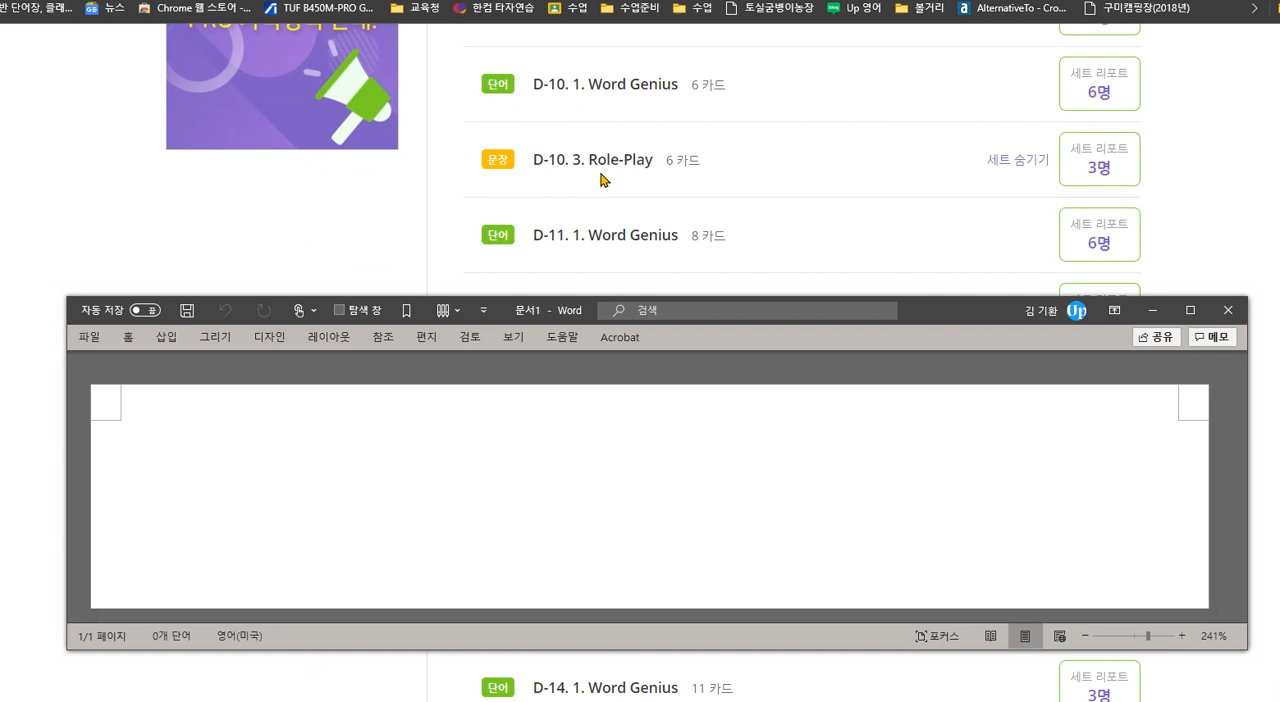 반 단어장, 클래... 뉴스 Chrome 웹 스토어 -... TUF B450M-PRO G... 교육청 한컴 타자연습 수업 수업준비 수업 토실굼벵이농장 Up 영어 볼거리 AlternativeTo - Cro... 구미캠핑장(2018년)
단어 D-10. 1. Word Genius 6 카드 세트 리포트
6명
문장 D-10. 3. Role-Play 6 카드 세트 숨기기 세트 리포트
3명
단어 D-11. 1. Word Genius 8 카드 세트 리포트
6명
자동 저장 끔 탐색 창 문서1 - Word 검색 김 기환 Up
파일 홈 삽입 그리기 디자인 레이아웃 참조 편지 검토 보기 도움말 Acrobat 공유 메모
1/1 페이지 0개 단어 영어(미국) 포커스 241%
단어 D-14. 1. Word Genius 11 카드 세트 리포트
3명